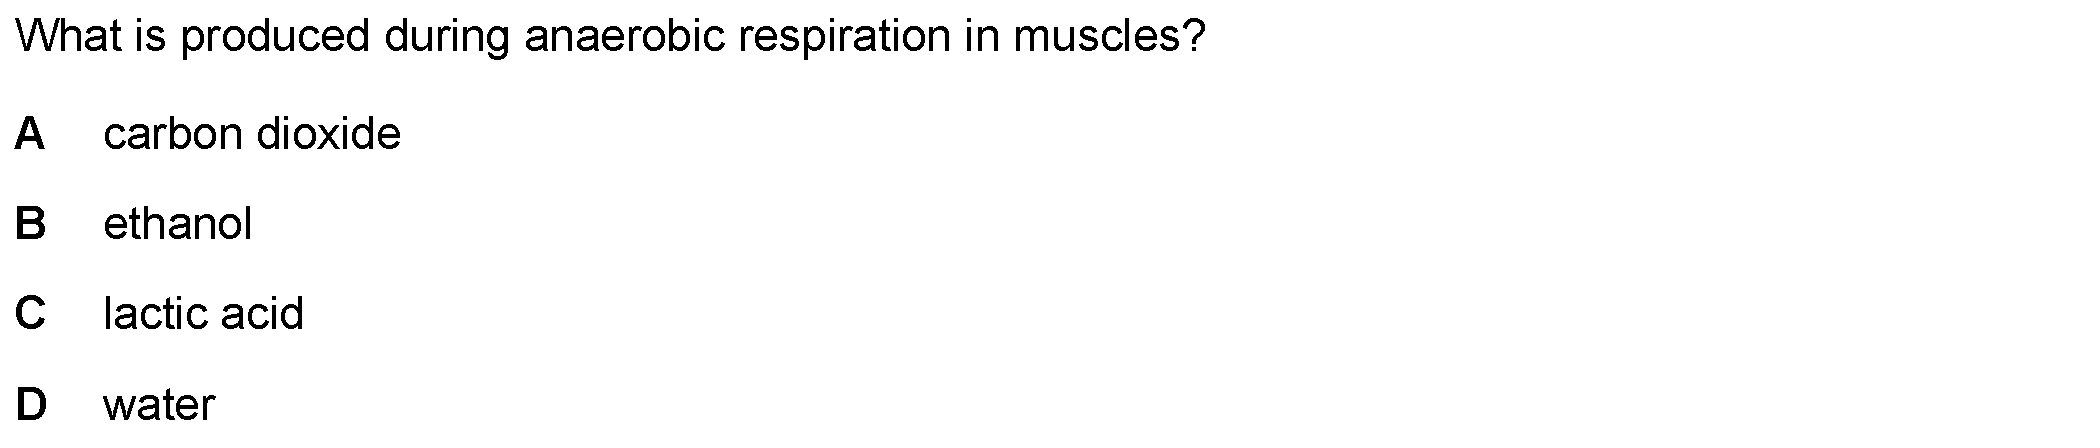 What is produced during anaerobic respiration in muscles?
A carbon dioxide
B ethanol
C lactic acid
D water